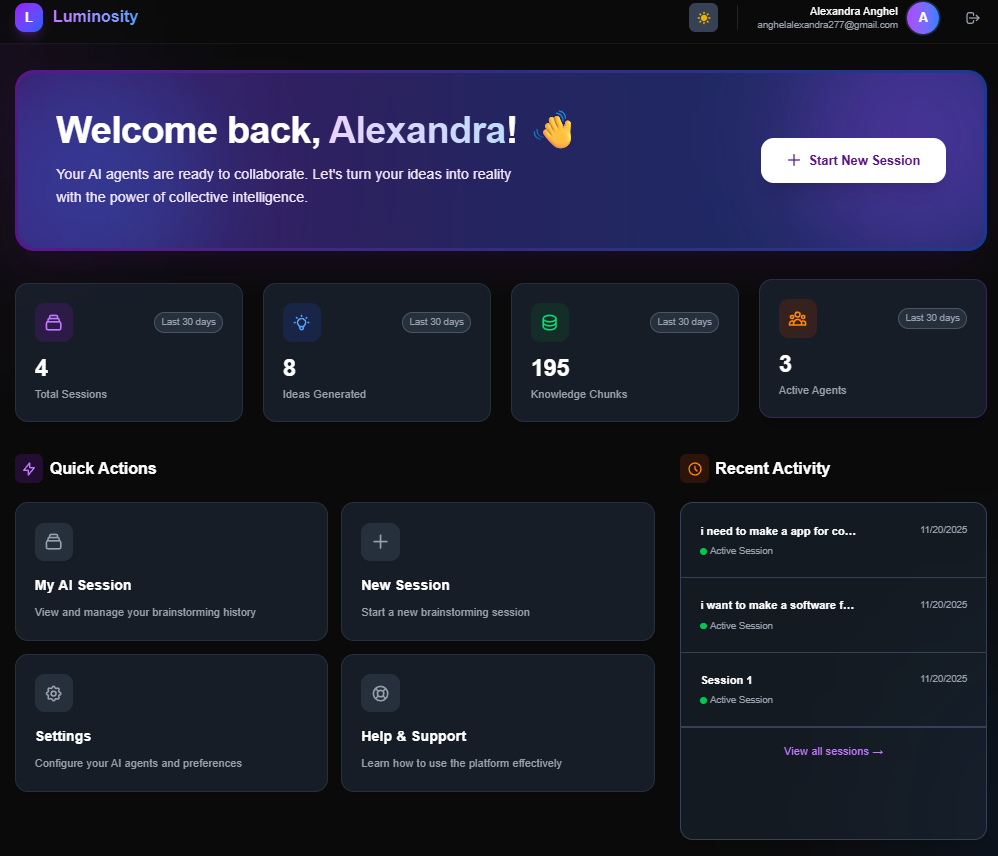 L
Luminosity
Alexandra Anghel
anghelalexandra277@gmail.com
A
Welcome back, Alexandra! 👋
Your AI agents are ready to collaborate. Let's turn your ideas into reality
with the power of collective intelligence.
Start New Session
Last 30 days
4
Total Sessions
Last 30 days
8
Ideas Generated
Last 30 days
195
Knowledge Chunks
Last 30 days
3
Active Agents
Quick Actions
My AI Session
View and manage your brainstorming history
New Session
Start a new brainstorming session
Settings
Configure your AI agents and preferences
Help & Support
Learn how to use the platform effectively
Recent Activity
i need to make a app for co...
11/20/2025
Active Session
i want to make a software f...
11/20/2025
Active Session
Session 1
11/20/2025
Active Session
View all sessions →